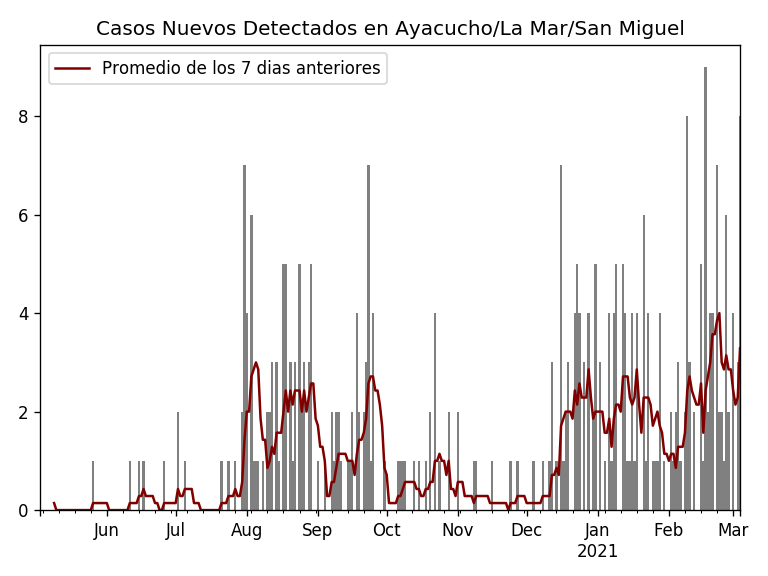 Casos Nuevos Detectados en Ayacucho/La Mar/San Miguel
Promedio de los 7 dias anteriores
8
6
4
2
0
Jun Jul Aug Sep Oct Nov Dec Jan Feb Mar
2021